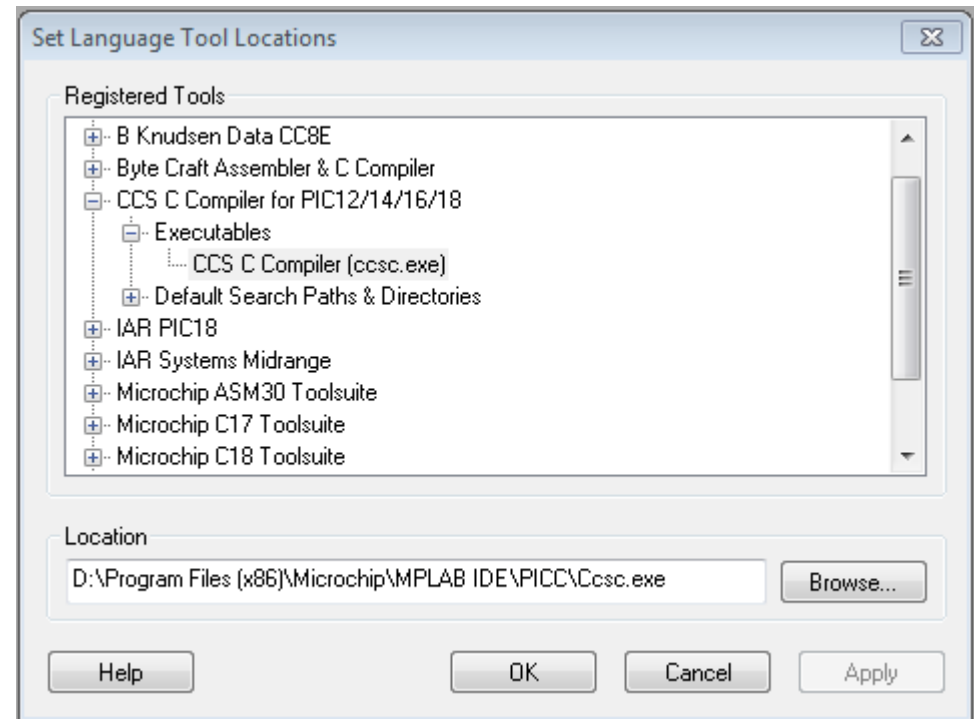 Set Language Tool Locations
Registered Tools
B Knudsen Data CC8E
Byte Craft Assembler & C Compiler
CCS C Compiler for PIC12/14/16/18
Executables
CCS C Compiler (ccsc.exe)
Default Search Paths & Directories
IAR PIC18
IAR Systems Midrange
Microchip ASM30 Toolsuite
Microchip C17 Toolsuite
Microchip C18 Toolsuite
Location
D:\Program Files (x86)\Microchip\MPLAB IDE\PICC\Ccsc.exe
Browse...
Help OK Cancel Apply